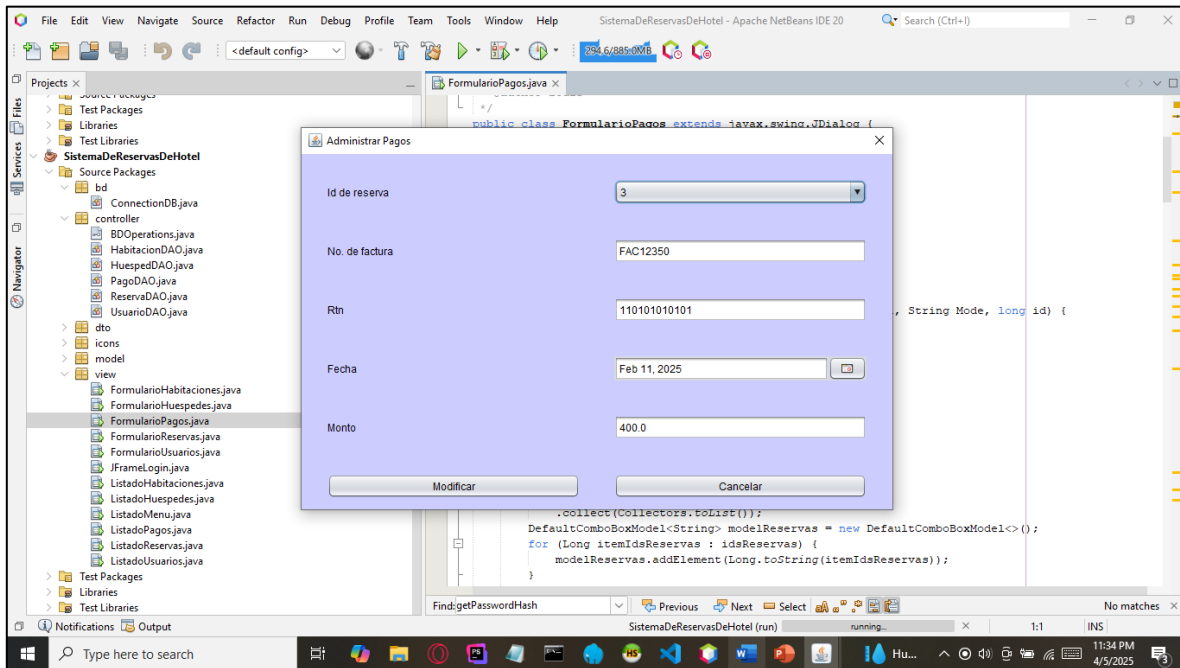 File Edit View Navigate Source Refactor Run Debug Profile Team Tools Window Help SistemaDeReservasDeHotel - Apache NetBeans IDE 20 Search (Ctrl+I)
<default config> 294.6/885.0MB
Projects FormularioPagos.java
Files
Services
Navigator
Source Packages
Test Packages
Libraries
Test Libraries
SistemaDeReservasDeHotel
Source Packages
bd
ConnectionDB.java
controller
BDOperations.java
HabitacionDAO.java
HuespedDAO.java
PagoDAO.java
ReservaDAO.java
UsuarioDAO.java
dto
icons
model
view
FormularioHabitaciones.java
FormularioHuespedes.java
FormularioPagos.java
FormularioReservas.java
FormularioUsuarios.java
JFrameLogin.java
ListadoHabitaciones.java
ListadoHuespedes.java
ListadoMenu.java
ListadoPagos.java
ListadoReservas.java
ListadoUsuarios.java
Test Packages
Libraries
Test Libraries
*/
public class FormularioPagos extends javax.swing.JDialog {
Administrar Pagos
Id de reserva 3
No. de factura FAC12350
Rtn 110101010101
, String Mode, long id) {
Fecha Feb 11, 2025
Monto 400.0
Modificar Cancelar
.collect(Collectors.toList());
DefaultComboBoxModel<String> modelReservas = new DefaultComboBoxModel<>();
for (Long itemIdsReservas : idsReservas) {
modelReservas.addElement(Long.toString(itemIdsReservas));
}
Find: getPasswordHash Previous Next Select No matches
Notifications Output SistemaDeReservasDeHotel (run) running... 1:1 INS
Type here to search Hu... 11:34 PM
4/5/2025